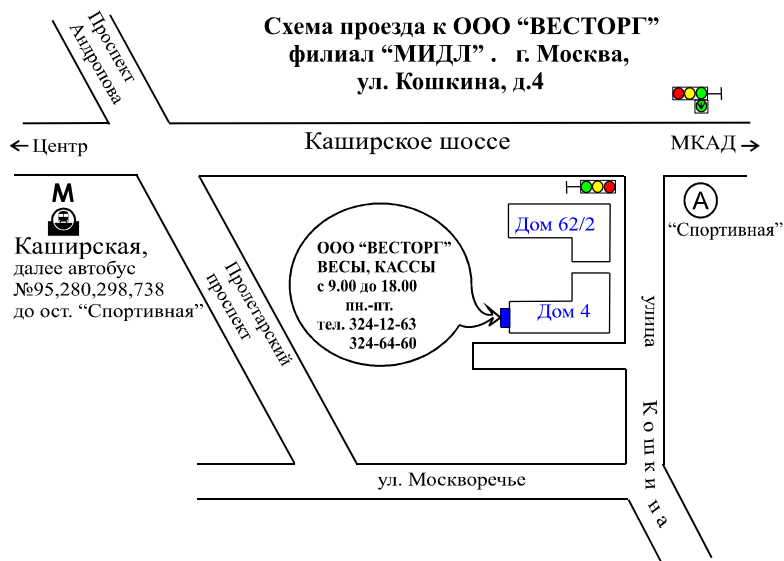 Схема проезда к ООО “ВЕСТОРГ”
филиал “МИДЛ” .   г. Москва,
ул. Кошкина, д.4
Проспект
Андропова
Центр
Каширское шоссе
МКАД
М
Каширская,
далее автобус
№95,280,298,738
до ост. “Спортивная”
А
“Спортивная”
Пролетарский
проспект
ООО “ВЕСТОРГ”
ВЕСЫ, КАССЫ
с 9.00 до 18.00
пн.-пт.
тел. 324-12-63
324-64-60
Дом 62/2
Дом 4
улица Кошкина
ул. Москворечье